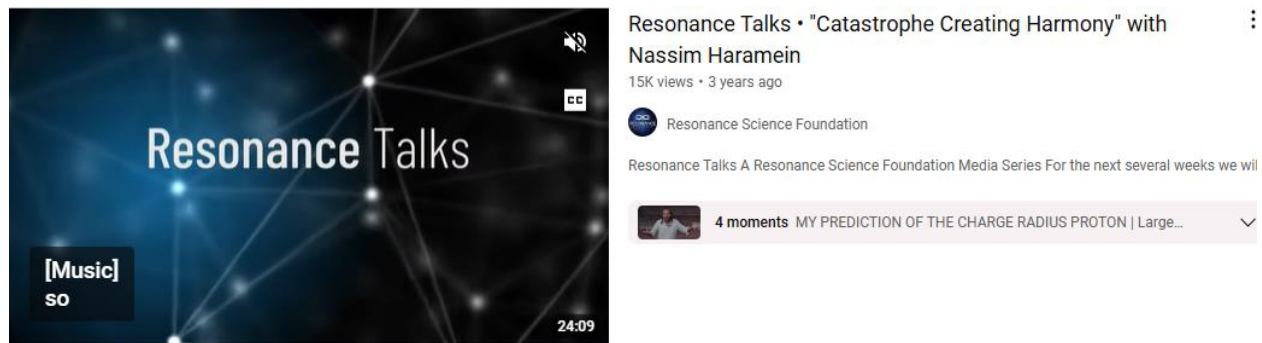 Resonance Talks
CC
[Music]
so
24:09
Resonance Talks • "Catastrophe Creating Harmony" with
Nassim Haramein
15K views • 3 years ago
Resonance Science Foundation
Resonance Talks A Resonance Science Foundation Media Series For the next several weeks we wil
4 moments MY PREDICTION OF THE CHARGE RADIUS PROTON | Large…